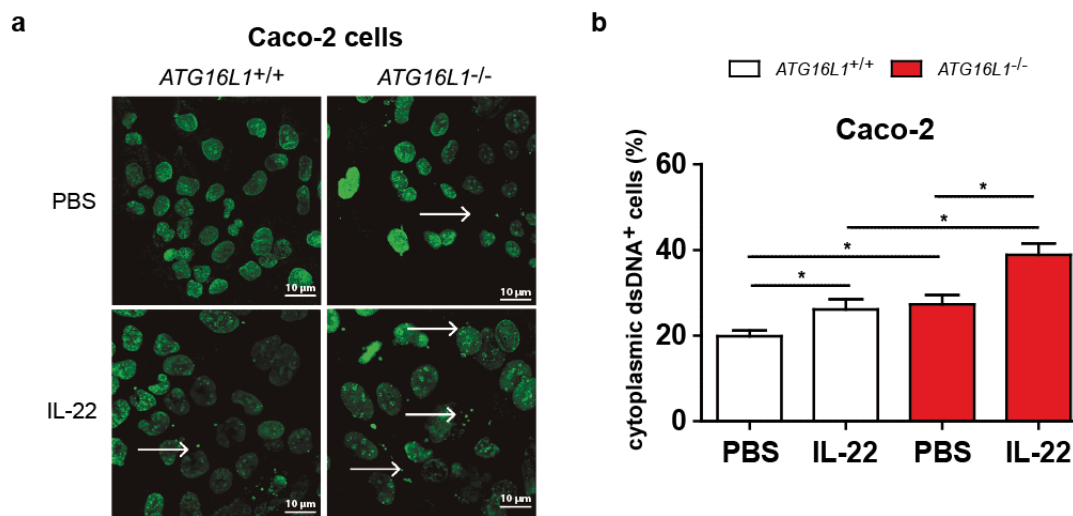 a
Caco-2 cells
ATG16L1+/+ ATG16L1-/-
PBS
10 µm
10 µm
IL-22
10 µm
10 µm
b
ATG16L1+/+ ATG16L1-/-
Caco-2
cytoplasmic dsDNA+ cells (%)
60
40
20
0
*
*
*
*
PBS IL-22 PBS IL-22